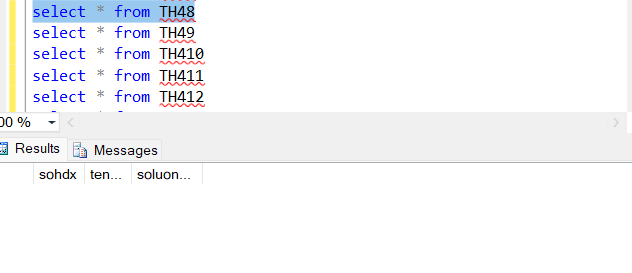 select * from TH48
select * from TH49
select * from TH410
select * from TH411
select * from TH412
00 %
Results Messages
sohdx ten... soluon...